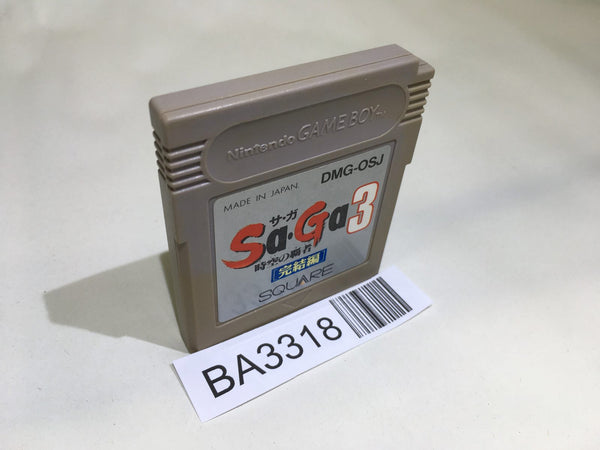 Nintendo GAME BOY™
MADE IN JAPAN.
DMG-OSJ
サ・ガ
Sa・Ga3
時空の覇者
完結編
SQUARE
BA3318